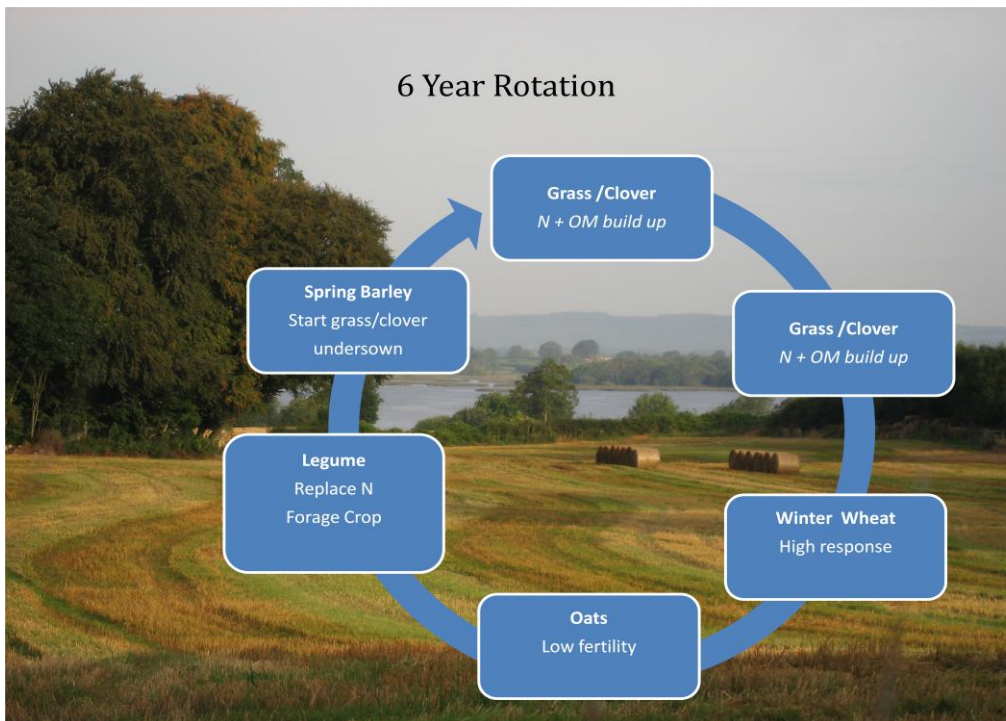 6 Year Rotation
Grass /Clover
N + OM build up
Grass /Clover
N + OM build up
Winter Wheat
High response
Oats
Low fertility
Legume
Replace N
Forage Crop
Spring Barley
Start grass/clover
undersown